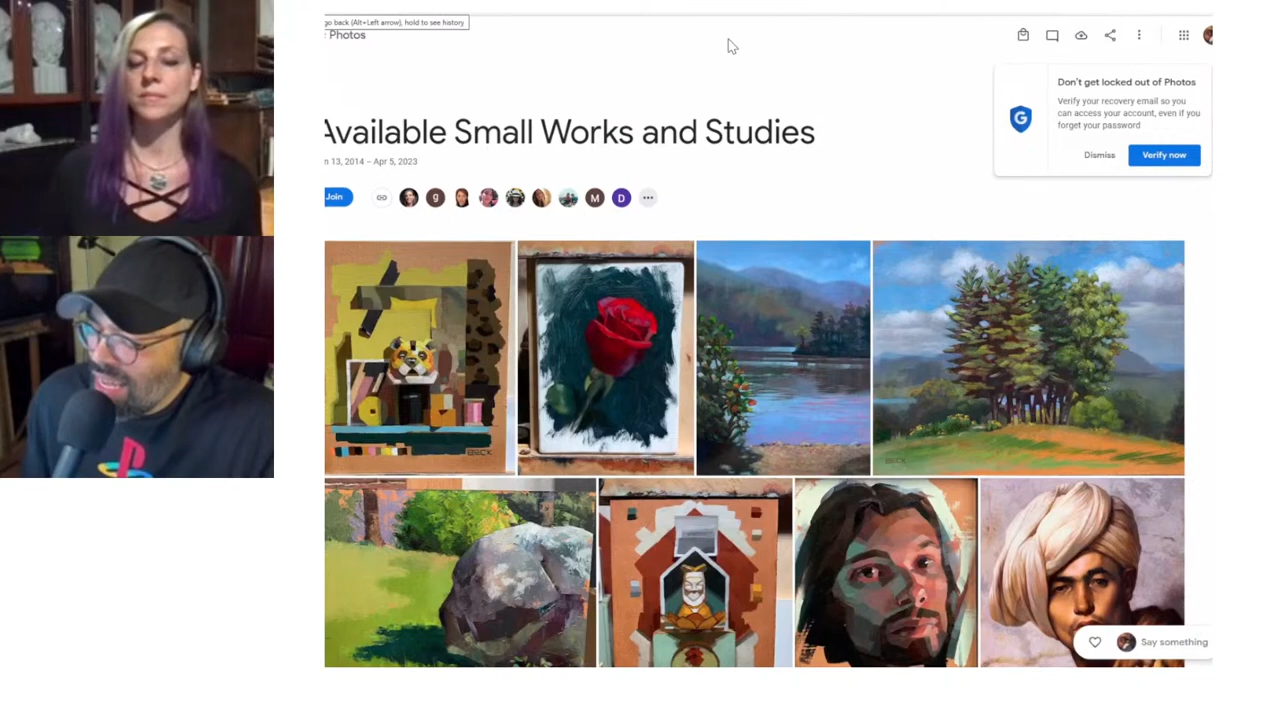 go back (Alt+Left arrow), hold to see history
Photos
Available Small Works and Studies
n 13, 2014 – Apr 5, 2023
Join
g
M
D
Don't get locked out of Photos
Verify your recovery email so you
can access your account, even if you
forget your password
Dismiss
Verify now
G
BECK
BECK
Say something